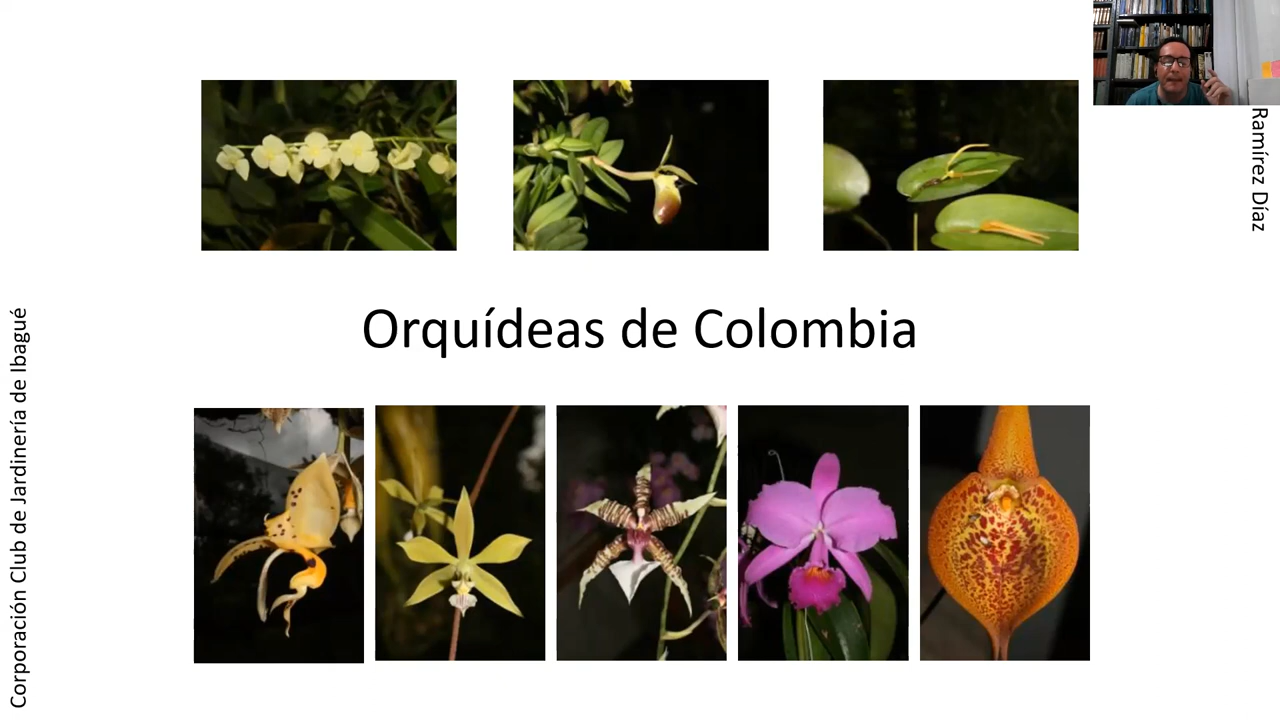 Orquídeas de Colombia
Corporación Club de Jardinería de Ibagué
Ramírez Díaz